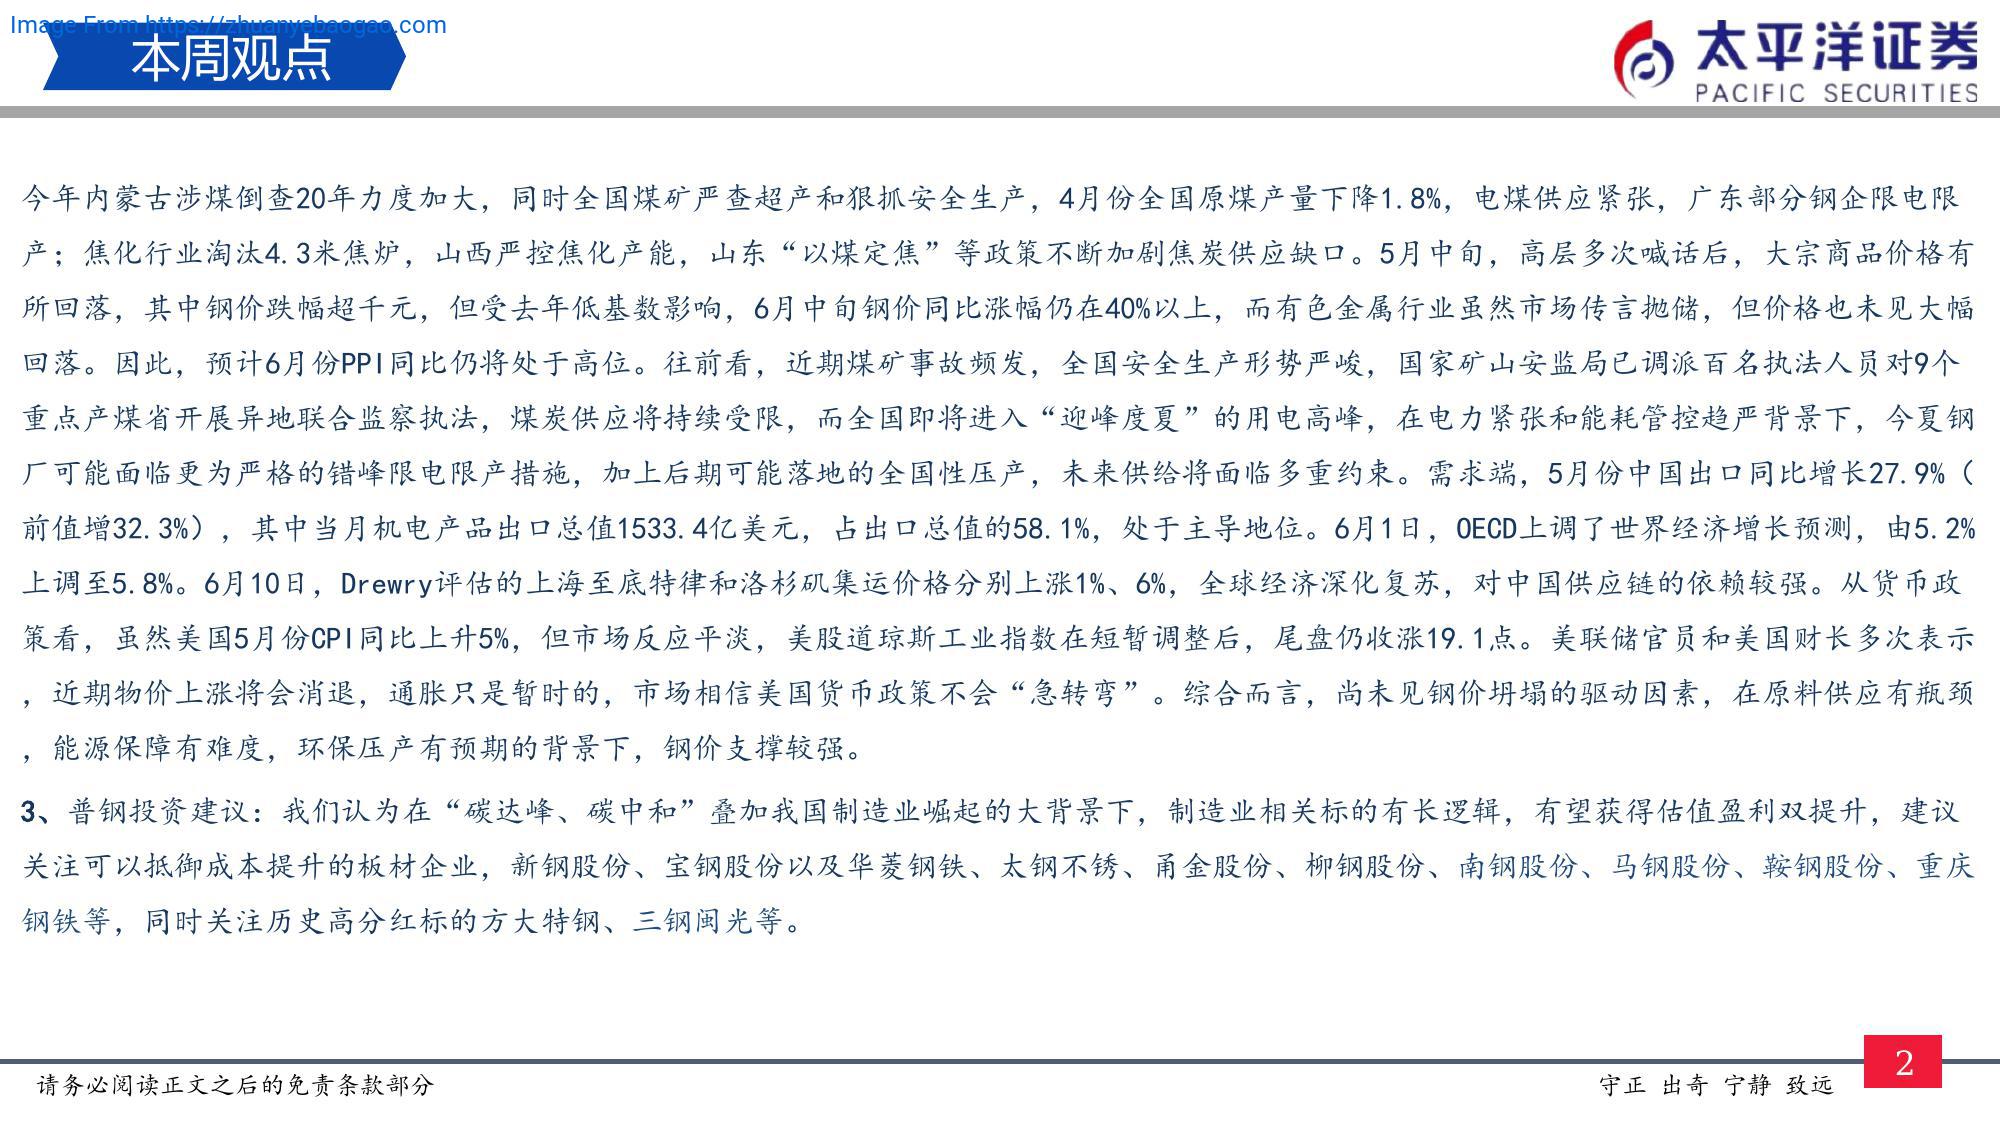 Image From https://zhuanyebaogao.com
本周观点
太平洋证券
PACIFIC SECURITIES
今年内蒙古涉煤倒查20年力度加大，同时全国煤矿严查超产和狠抓安全生产，4月份全国原煤产量下降1.8%，电煤供应紧张，广东部分钢企限电限
产；焦化行业淘汰4.3米焦炉，山西严控焦化产能，山东“以煤定焦”等政策不断加剧焦炭供应缺口。5月中旬，高层多次喊话后，大宗商品价格有
所回落，其中钢价跌幅超千元，但受去年低基数影响，6月中旬钢价同比涨幅仍在40%以上，而有色金属行业虽然市场传言抛储，但价格也未见大幅
回落。因此，预计6月份PPI同比仍将处于高位。往前看，近期煤矿事故频发，全国安全生产形势严峻，国家矿山安监局已调派百名执法人员对9个
重点产煤省开展异地联合监察执法，煤炭供应将持续受限，而全国即将进入“迎峰度夏”的用电高峰，在电力紧张和能耗管控趋严背景下，今夏钢
厂可能面临更为严格的错峰限电限产措施，加上后期可能落地的全国性压产，未来供给将面临多重约束。需求端，5月份中国出口同比增长27.9%（
前值增32.3%），其中当月机电产品出口总值1533.4亿美元，占出口总值的58.1%，处于主导地位。6月1日，OECD上调了世界经济增长预测，由5.2%
上调至5.8%。6月10日，Drewry评估的上海至底特律和洛杉矶集运价格分别上涨1%、6%，全球经济深化复苏，对中国供应链的依赖较强。从货币政
策看，虽然美国5月份CPI同比上升5%，但市场反应平淡，美股道琼斯工业指数在短暂调整后，尾盘仍收涨19.1点。美联储官员和美国财长多次表示
，近期物价上涨将会消退，通胀只是暂时的，市场相信美国货币政策不会“急转弯”。综合而言，尚未见钢价坍塌的驱动因素，在原料供应有瓶颈
，能源保障有难度，环保压产有预期的背景下，钢价支撑较强。
3、普钢投资建议：我们认为在“碳达峰、碳中和”叠加我国制造业崛起的大背景下，制造业相关标的有长逻辑，有望获得估值盈利双提升，建议
关注可以抵御成本提升的板材企业，新钢股份、宝钢股份以及华菱钢铁、太钢不锈、甬金股份、柳钢股份、南钢股份、马钢股份、鞍钢股份、重庆
钢铁等，同时关注历史高分红标的方大特钢、三钢闽光等。
请务必阅读正文之后的免责条款部分
守正 出奇 宁静 致远
2